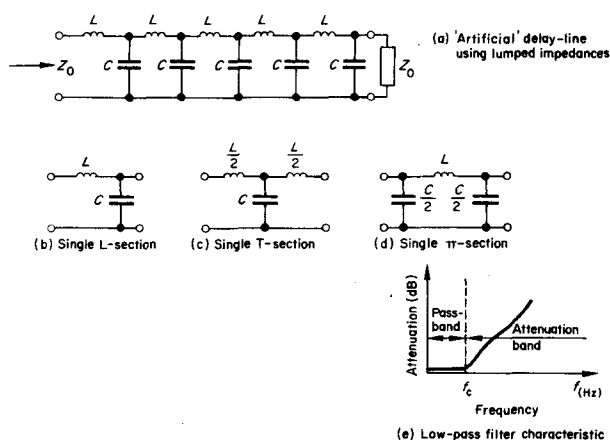 L L L L L
(a) 'Artificial' delay-line
using lumped impedances
Z0 C C C C C Z0
L
C
(b) Single L-section
L/2 L/2
C
(c) Single T-section
L
C/2 C/2
(d) Single π-section
Attenuation (dB)
Pass-
band
Attenuation
band
fc
f(Hz)
Frequency
(e) Low-pass filter characteristic